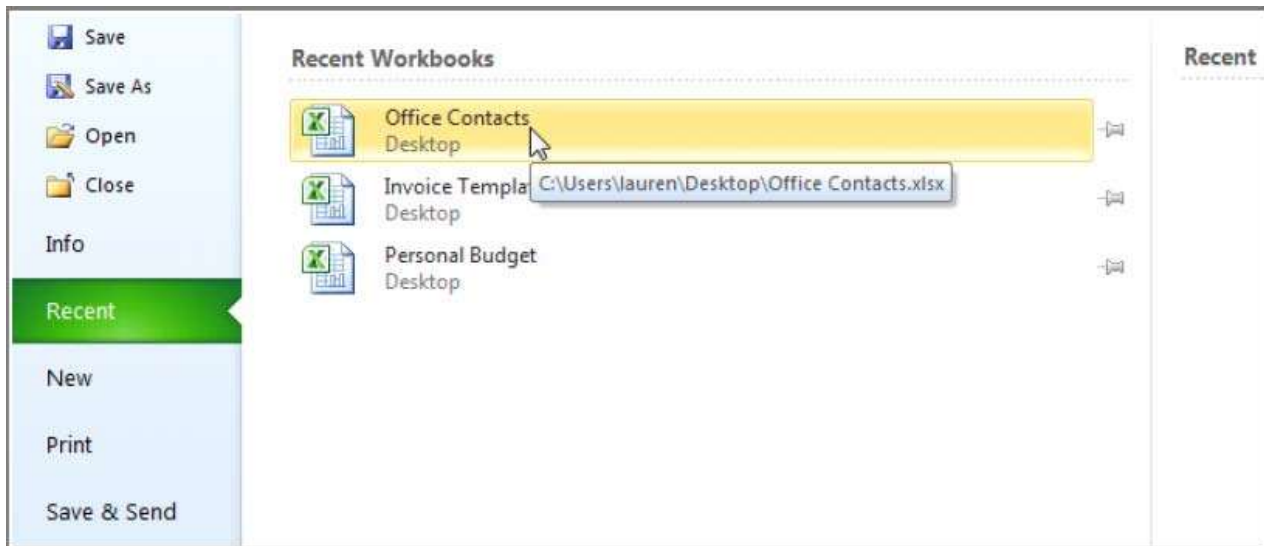 Save
Save As
Open
Close
Info
Recent
New
Print
Save & Send
Recent Workbooks
Office Contacts
Desktop
C:\Users\lauren\Desktop\Office Contacts.xlsx
Invoice
Desktop
Personal Budget
Desktop
Recent